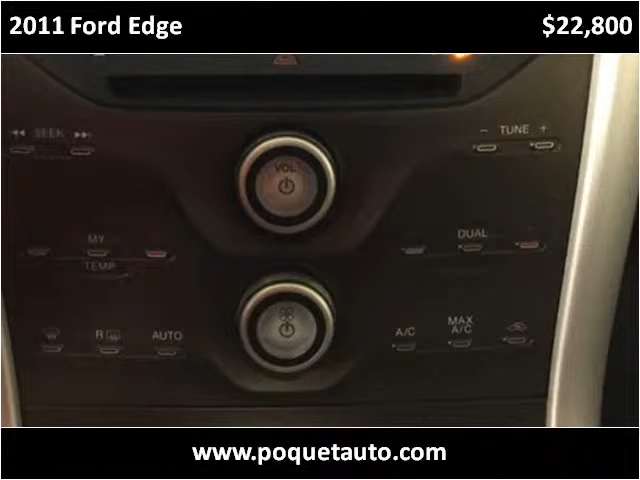 2011 Ford Edge $22,800
SEEK
- TUNE +
VOL
MY
TEMP
DUAL
R
AUTO
A/C
MAX
A/C
www.poquetauto.com